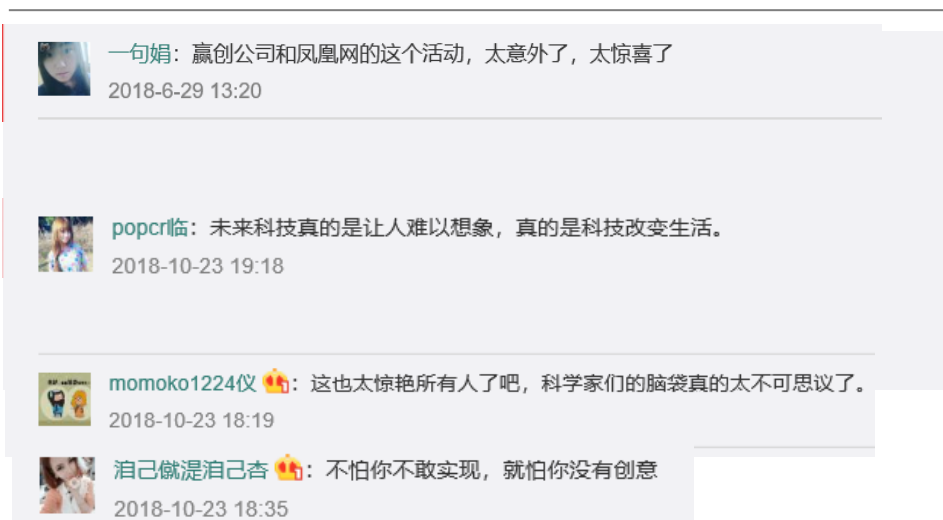 一句娟：赢创公司和凤凰网的这个活动，太意外了，太惊喜了
2018-6-29 13:20
popcr临：未来科技真的是让人难以想象，真的是科技改变生活。
2018-10-23 19:18
momoko1224仪：这也太惊艳所有人了吧，科学家们的脑袋真的太不可思议了。
2018-10-23 18:19
洎己僦湜洎己杏：不怕你不敢实现，就怕你没有创意
2018-10-23 18:35